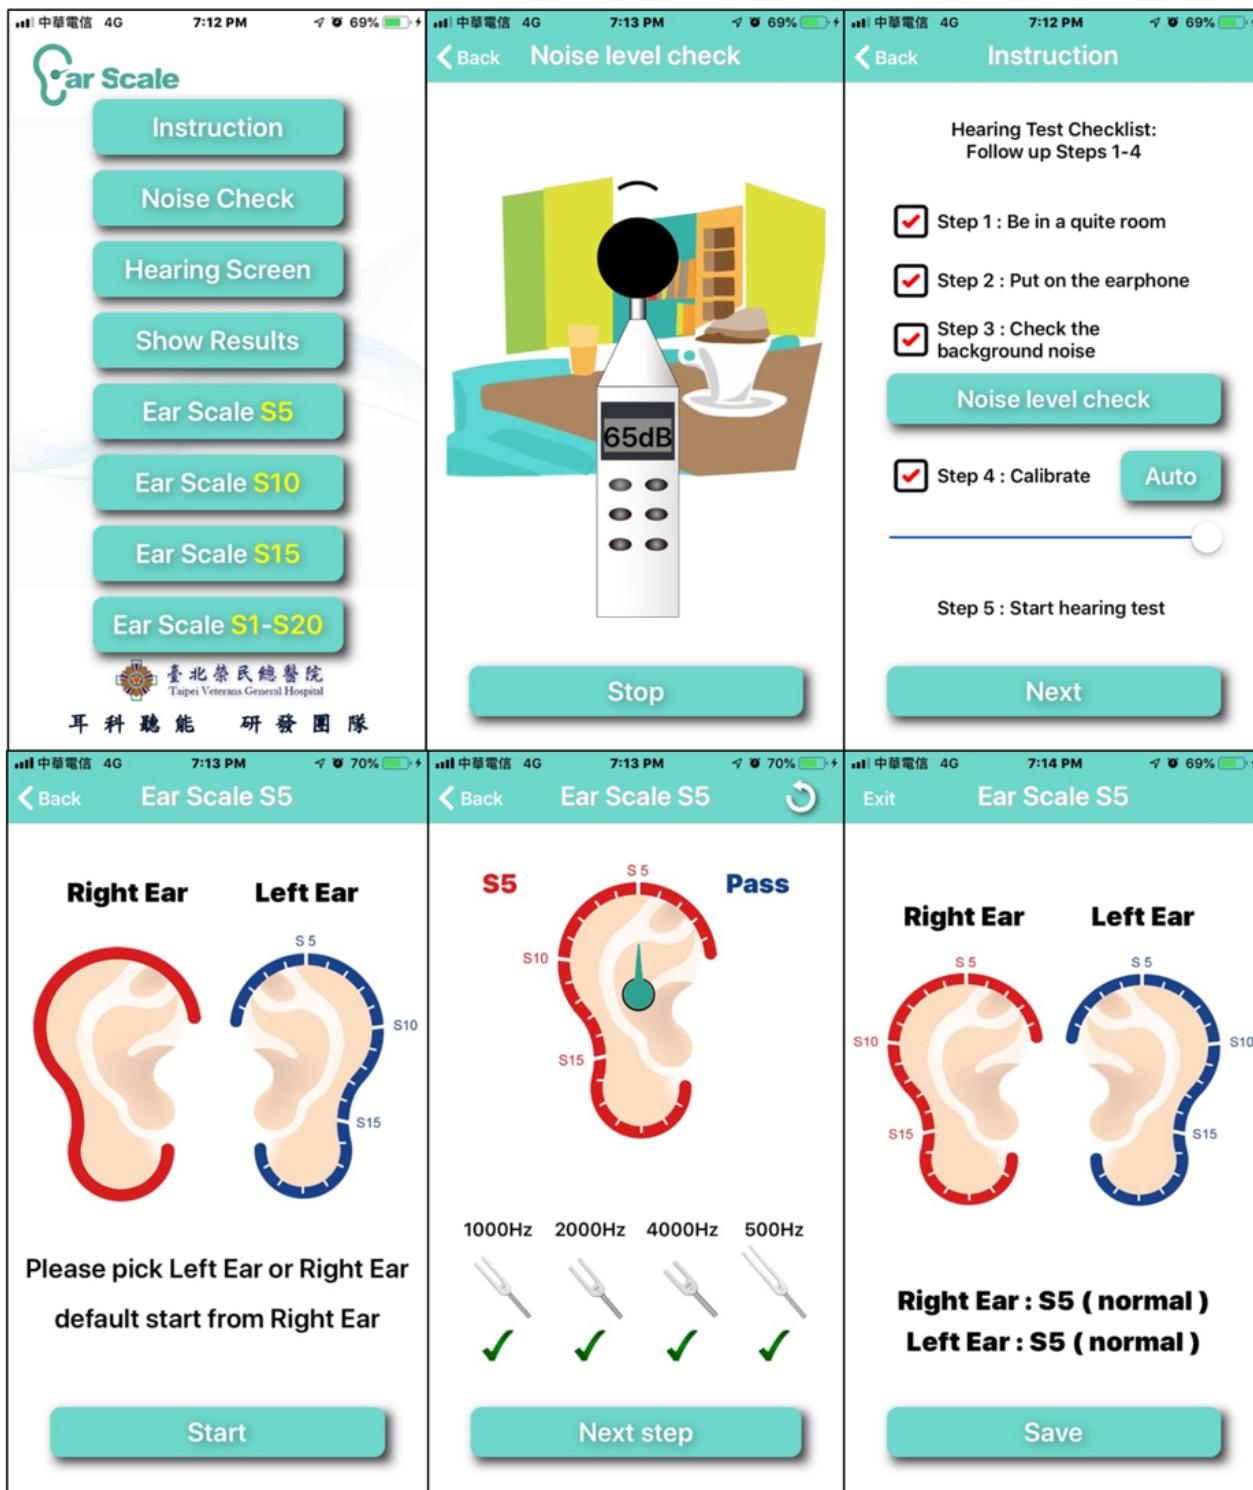 中華電信 4G 7:12 PM 69%
Ear Scale
Instruction
Noise Check
Hearing Screen
Show Results
Ear Scale S5
Ear Scale S10
Ear Scale S15
Ear Scale S1-S20
臺北榮民總醫院
Taipei Veterans General Hospital
耳科聽能 研發團隊
中華電信 4G 7:13 PM 69%
Back Noise level check
65dB
Stop
中華電信 4G 7:12 PM 69%
Back Instruction
Hearing Test Checklist:
Follow up Steps 1-4
Step 1 : Be in a quite room
Step 2 : Put on the earphone
Step 3 : Check the
background noise
Noise level check
Step 4 : Calibrate Auto
Step 5 : Start hearing test
Next
中華電信 4G 7:13 PM 70%
Back Ear Scale S5
Right Ear Left Ear
S 5
S10
S15
Please pick Left Ear or Right Ear
default start from Right Ear
Start
中華電信 4G 7:13 PM 70%
Back Ear Scale S5
S5 S 5 Pass
S10
S15
1000Hz 2000Hz 4000Hz 500Hz
Next step
中華電信 4G 7:14 PM 69%
Exit Ear Scale S5
Right Ear Left Ear
S 5 S 5
S10 S10
S15 S15
Right Ear : S5 ( normal )
Left Ear : S5 ( normal )
Save